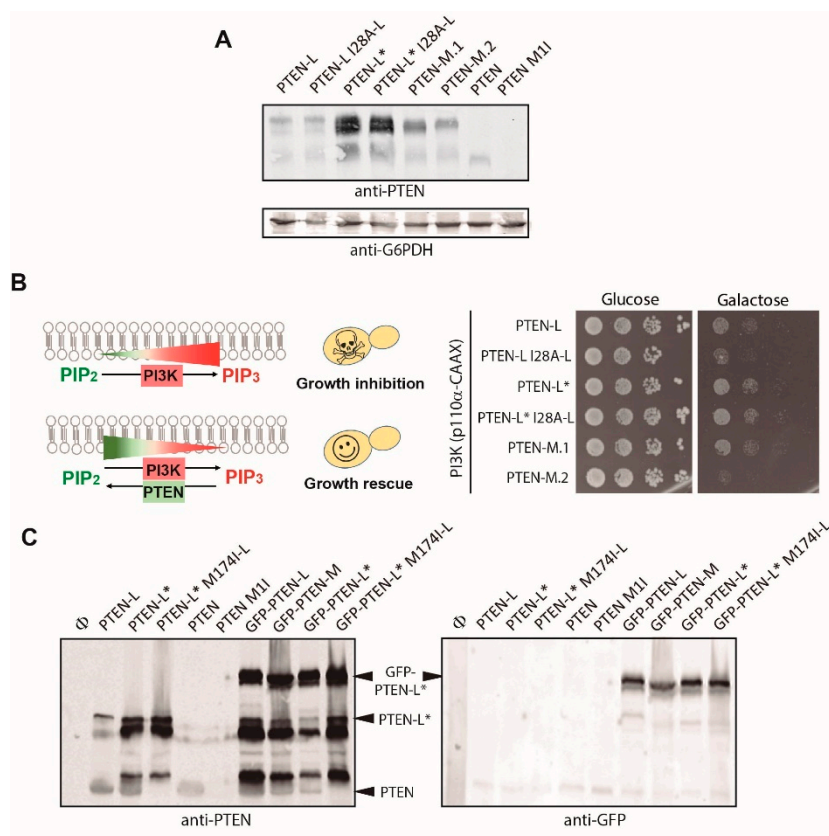 A
PTEN-L
PTEN-L I28A-L
PTEN-L*
PTEN-L* I28A-L
PTEN-M.1
PTEN-M.2
PTEN
PTEN M1I
anti-PTEN
anti-G6PDH
B
PIP2
PI3K
PIP3
Growth inhibition
PIP2
PI3K
PTEN
PIP3
Growth rescue
PI3K (p110α-CAAX)
Glucose
Galactose
PTEN-L
PTEN-L I28A-L
PTEN-L*
PTEN-L* I28A-L
PTEN-M.1
PTEN-M.2
C
Φ
PTEN-L
PTEN-L*
PTEN-L* M174I-L
PTEN
PTEN M1I
GFP-PTEN-L
GFP-PTEN-M
GFP-PTEN-L*
GFP-PTEN-L* M174I-L
GFP-
PTEN-L*
PTEN-L*
PTEN
anti-PTEN
Φ
PTEN-L
PTEN-L*
PTEN-L* M174I-L
PTEN
PTEN M1I
GFP-PTEN-L
GFP-PTEN-M
GFP-PTEN-L*
GFP-PTEN-L* M174I-L
anti-GFP